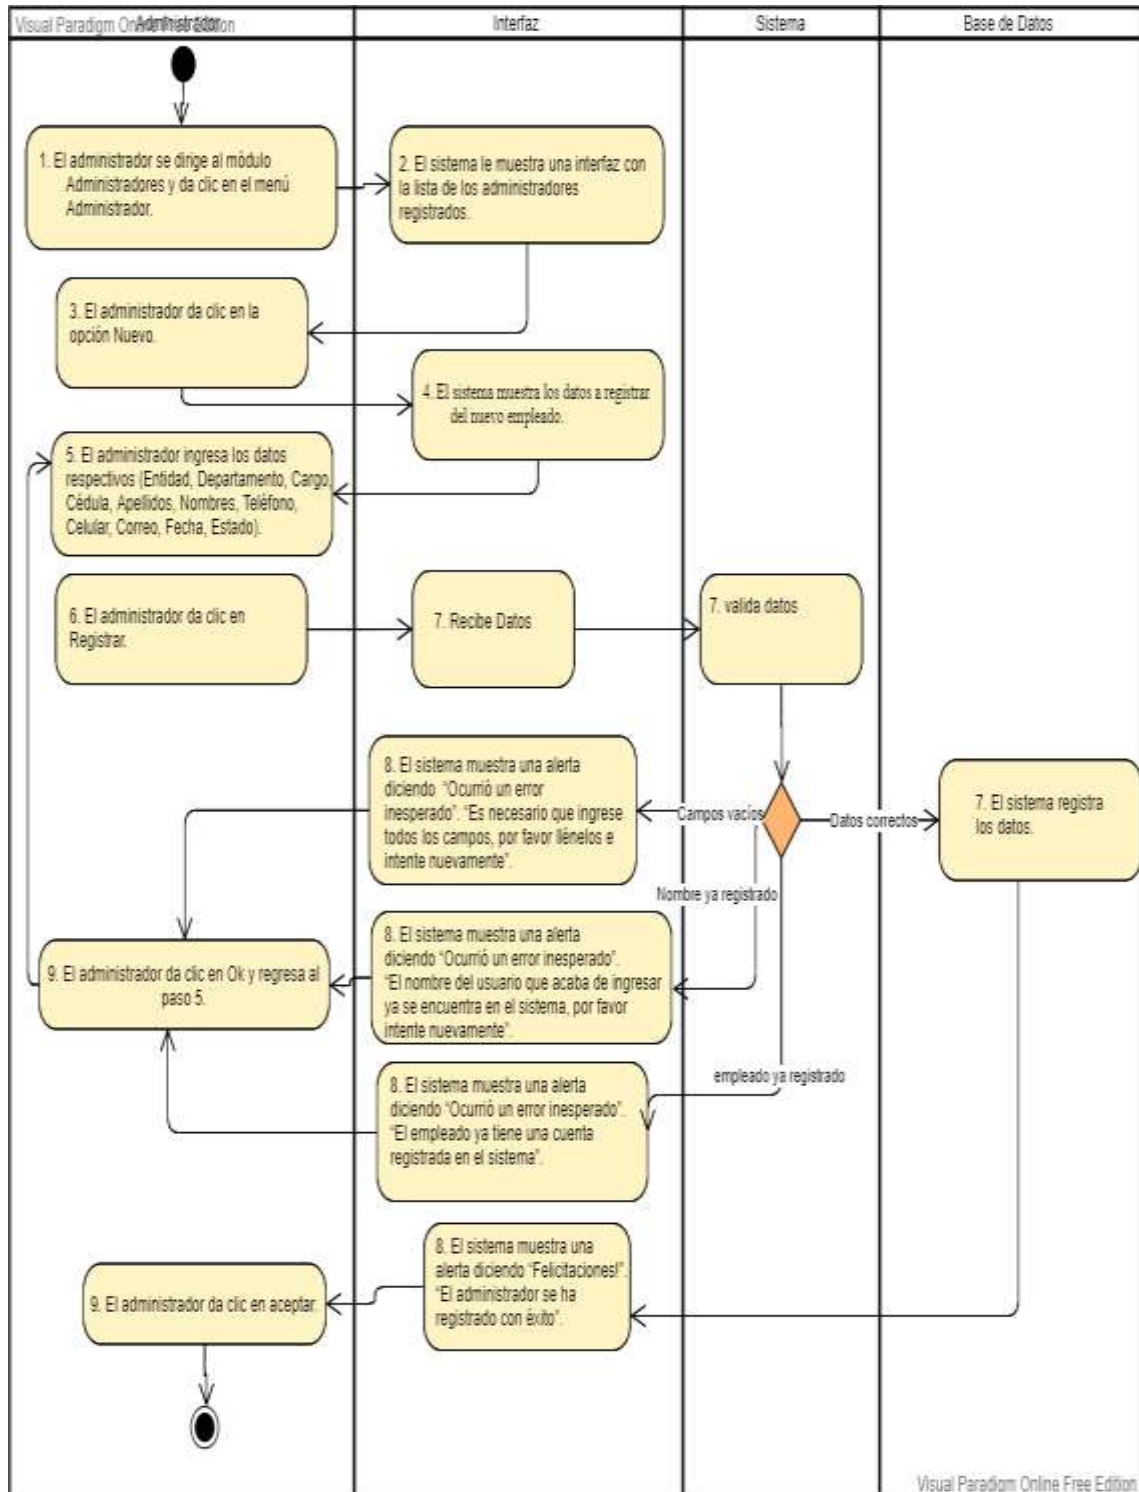 Visual Paradigm Online Free Edition
Administrador
Interfaz
Sistema
Base de Datos
1. El administrador se dirige al módulo
Administradores y da clic en el menú
Administrador.
2. El sistema le muestra una interfaz con
la lista de los administradores
registrados.
3. El administrador da clic en la
opción Nuevo.
4. El sistema muestra los datos a registrar
del nuevo empleado.
5. El administrador ingresa los datos
respectivos (Entidad, Departamento, Cargo,
Cédula, Apellidos, Nombres, Teléfono,
Celular, Correo, Fecha, Estado).
6. El administrador da clic en
Registrar.
7. Recibe Datos
7. valida datos
8. El sistema muestra una alerta
diciendo “Ocurrió un error
inesperado”. “Es necesario que ingrese
todos los campos, por favor llénelos e
intente nuevamente”.
Campos vacíos
Datos correctos
7. El sistema registra
los datos.
Nombre ya registrado
8. El sistema muestra una alerta
diciendo “Ocurrió un error inesperado”.
“El nombre del usuario que acaba de ingresar
ya se encuentra en el sistema, por favor
intente nuevamente”.
9. El administrador da clic en Ok y regresa al
paso 5.
empleado ya registrado
8. El sistema muestra una alerta
diciendo “Ocurrió un error inesperado”.
“El empleado ya tiene una cuenta
registrada en el sistema”.
8. El sistema muestra una
alerta diciendo “Felicitaciones!”.
“El administrador se ha
registrado con éxito”.
9. El administrador da clic en aceptar.
Visual Paradigm Online Free Edition